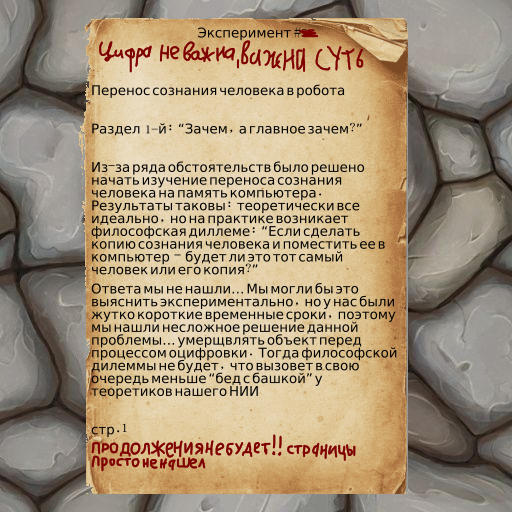 Эксперимент #
Цифра не важна, важна суть
Перенос сознания человека в робота
Раздел 1-й: "Зачем, а главное зачем?"
Из-за ряда обстоятельств было решено
начать изучение переноса сознания
человека на память компьютера.
Результаты таковы: теоретически все
идеально, но на практике возникает
философская диллеме: "Если сделать
копию сознания человека и поместить ее в
компьютер - будет ли это тот самый
человек или его копия?"
Ответа мы не нашли... Мы могли бы это
выяснить экспериментально, но у нас были
жутко короткие временные сроки, поэтому
мы нашли несложное решение данной
проблемы... умерщвлять объект перед
процессом оцифровки. Тогда философской
дилеммы не будет, что вызовет в свою
очередь меньше "бед с башкой" у
теоретиков нашего НИИ
стр.1
продолжения не будет!! страницы
просто не нашел